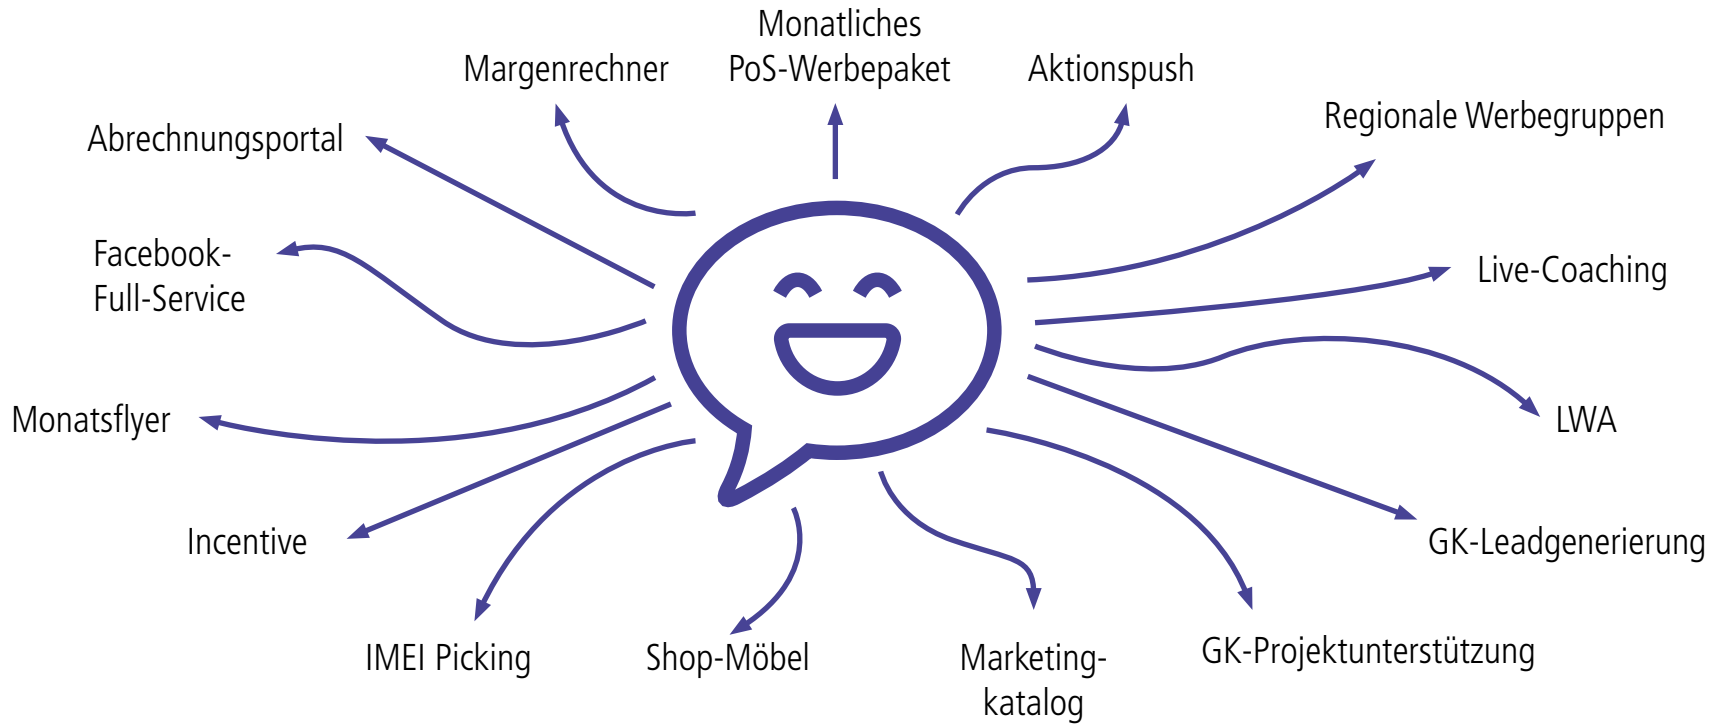 Monatliches
PoS-Werbepaket
Margenrechner
Aktionspush
Regionale Werbegruppen
Abrechnungsportal
Facebook-
Full-Service
Live-Coaching
Monatsflyer
LWA
Incentive
GK-Leadgenerierung
IMEI Picking
Shop-Möbel
Marketing-
katalog
GK-Projektunterstützung